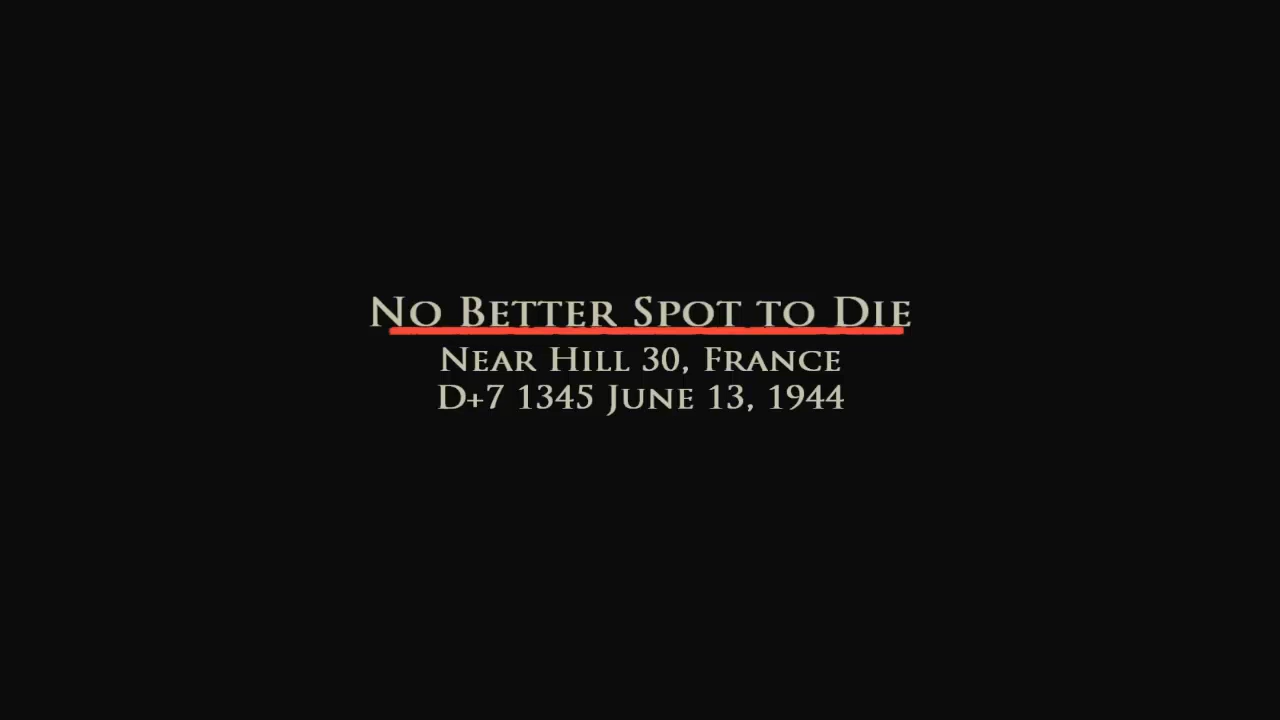 No Better Spot to Die
Near Hill 30, France
D+7 1345 June 13, 1944